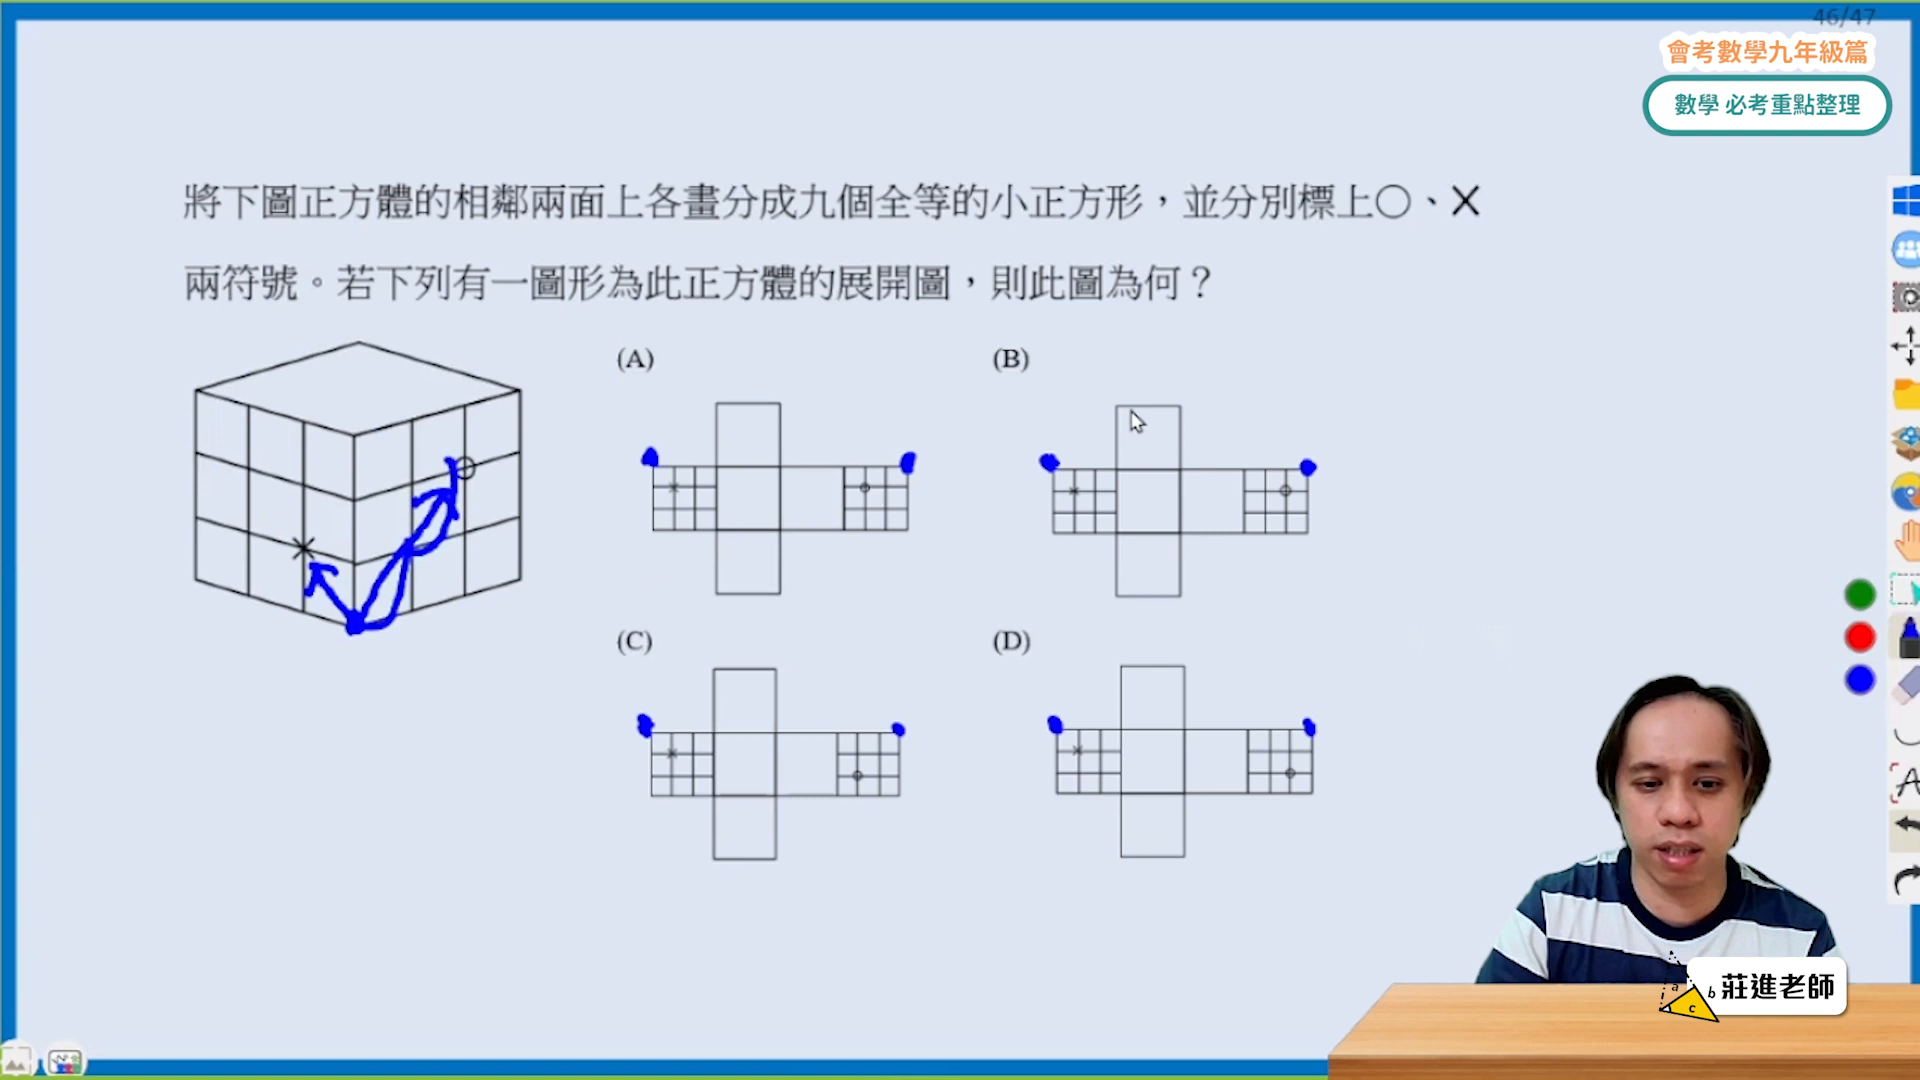 46/47
會考數學九年級篇
數學 必考重點整理
將下圖正方體的相鄰兩面上各畫分成九個全等的小正方形，並分別標上○、X
兩符號。若下列有一圖形為此正方體的展開圖，則此圖為何？
(A)
(B)
(C)
(D)
a b c
莊進老師